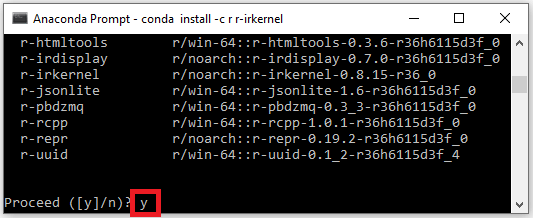 Anaconda Prompt - conda install -c r r-irkernel
r-htmltools r/win-64::r-htmltools-0.3.6-r36h6115d3f_0
r-irdisplay r/noarch::r-irdisplay-0.7.0-r36h6115d3f_0
r-irkernel r/noarch::r-irkernel-0.8.15-r36_0
r-jsonlite r/win-64::r-jsonlite-1.6-r36h6115d3f_0
r-pbdzmq r/win-64::r-pbdzmq-0.3_3-r36h6115d3f_0
r-rcpp r/win-64::r-rcpp-1.0.1-r36h6115d3f_0
r-repr r/noarch::r-repr-0.19.2-r36h6115d3f_0
r-uuid r/win-64::r-uuid-0.1_2-r36h6115d3f_4
Proceed ([y]/n)? y